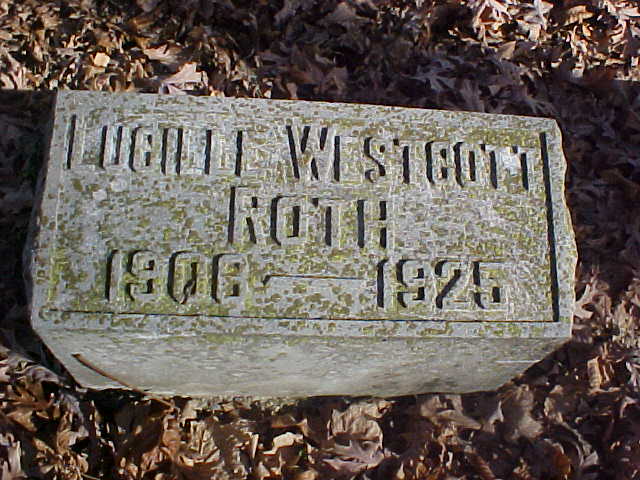 LUCILLE WESTCOTT
ROTH
1906 — 1925